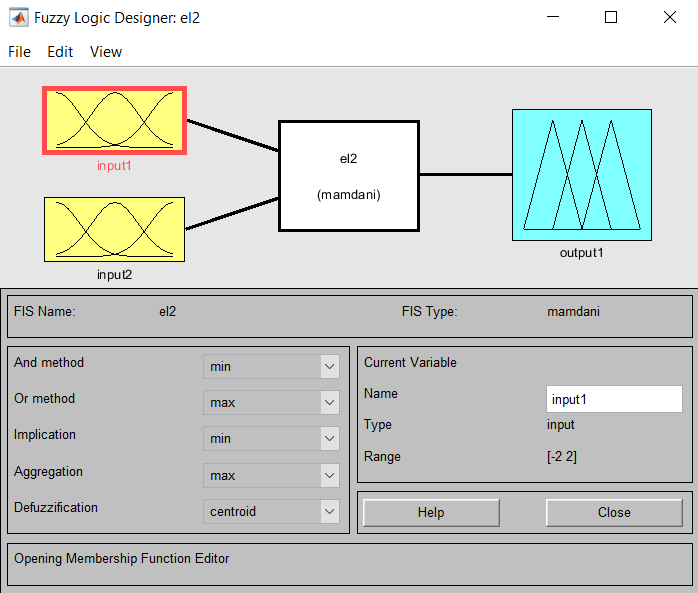 Fuzzy Logic Designer: el2
File Edit View
input1
input2
el2
(mamdani)
output1
FIS Name: el2 FIS Type: mamdani
And method min
Or method max
Implication min
Aggregation max
Defuzzification centroid
Current Variable
Name input1
Type input
Range [-2 2]
Help Close
Opening Membership Function Editor